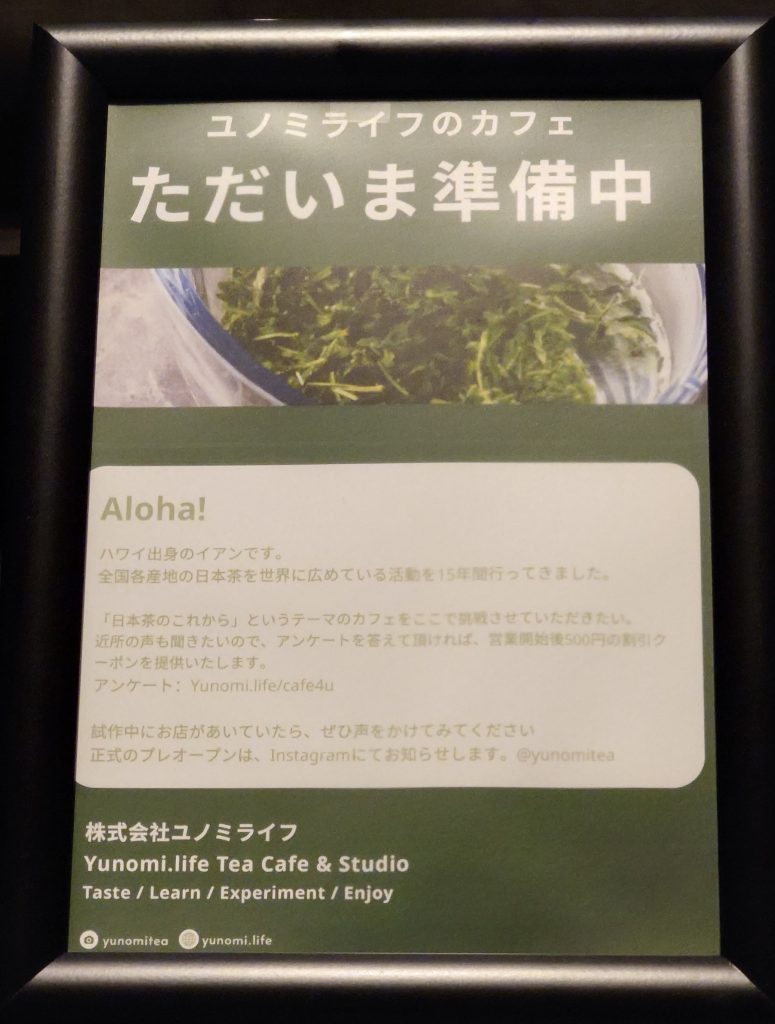 ユノミライフのカフェ
ただいま準備中
Aloha!
ハワイ出身のイアンです。
全国各産地の日本茶を世界に広めている活動を15年間行ってきました。
「日本茶のこれから」というテーマのカフェをここで挑戦させていただきたい。
近所の声も聞きたいので、アンケートを答えて頂ければ、営業開始後500円の割引ク
ーポンを提供いたします。
アンケート：Yunomi.life/cafe4u
試作中にお店があいていたら、ぜひ声をかけてみてください
正式のプレオープンは、Instagramにてお知らせします。@yunomitea
株式会社ユノミライフ
Yunomi.life Tea Cafe & Studio
Taste / Learn / Experiment / Enjoy
yunomitea yunomi.life